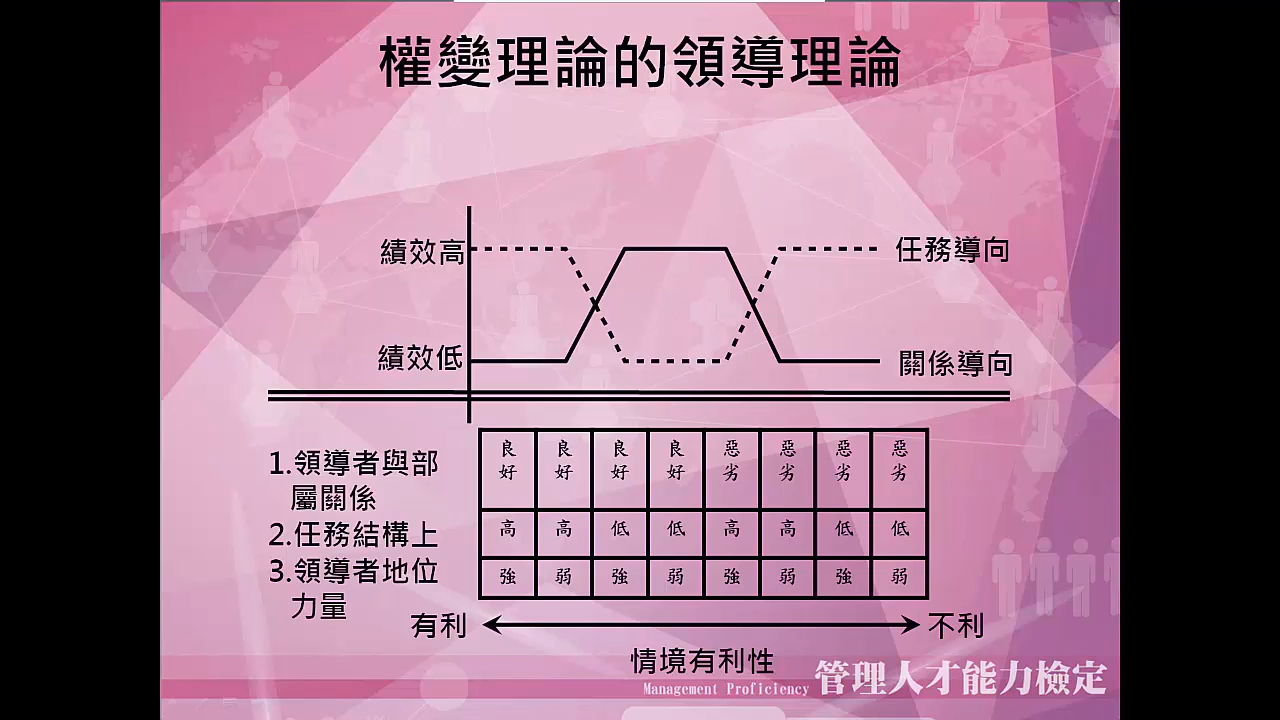 權變理論的領導理論
績效高
任務導向
績效低
關係導向
1.領導者與部
屬關係
2.任務結構上
3.領導者地位
力量
良好 良好 良好 良好 惡劣 惡劣 惡劣 惡劣
高 高 低 低 高 高 低 低
強 弱 強 弱 強 弱 強 弱
有利
不利
情境有利性
Management Proficiency 管理人才能力檢定